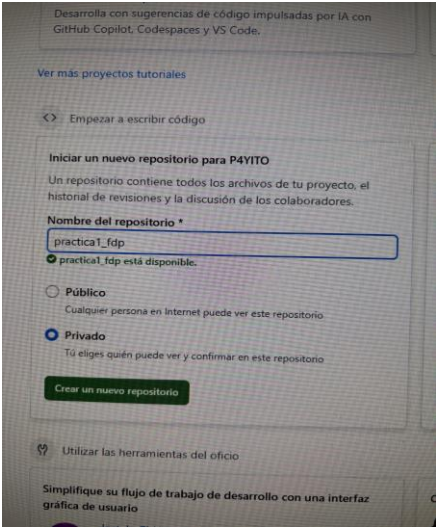 Desarrolla con sugerencias de código impulsadas por IA con
GitHub Copilot, Codespaces y VS Code.
Ver más proyectos tutoriales
<> Empezar a escribir código
Iniciar un nuevo repositorio para P4YITO
Un repositorio contiene todos los archivos de tu proyecto, el
historial de revisiones y la discusión de los colaboradores.
Nombre del repositorio *
practica1_fdp
practica1_fdp está disponible.
Público
Cualquier persona en Internet puede ver este repositorio
Privado
Tú eliges quién puede ver y confirmar en este repositorio
Crear un nuevo repositorio
Utilizar las herramientas del oficio
Simplifique su flujo de trabajo de desarrollo con una interfaz
gráfica de usuario